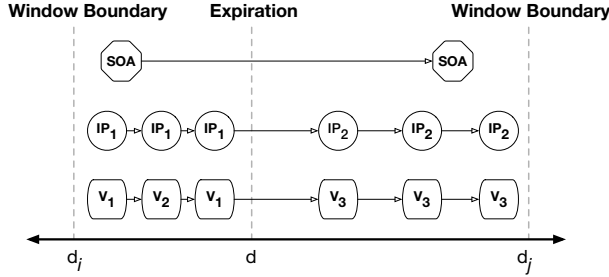 Window Boundary Expiration Window Boundary
SOA SOA
IP1 IP1 IP1 IP2 IP2 IP2
V1 V2 V1 V3 V3 V3
di d dj